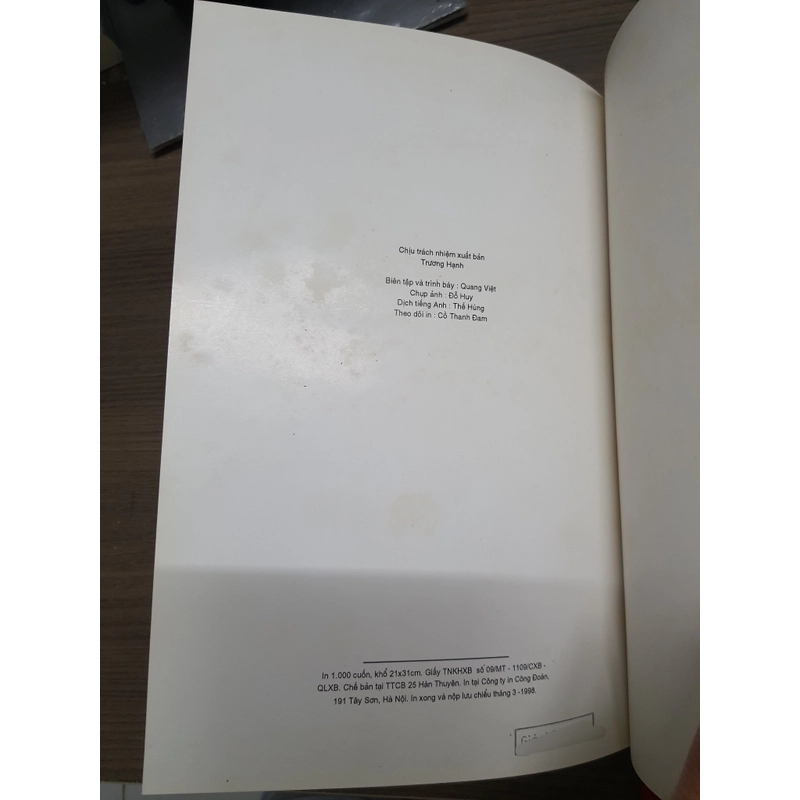 Chịu trách nhiệm xuất bản
Trương Hạnh
Biên tập và trình bày : Quang Việt
Chụp ảnh : Đỗ Huy
Dịch tiếng Anh : Thế Hùng
Theo dõi in : Cồ Thanh Đam
In 1.000 cuốn, khổ 21x31cm. Giấy TNKHXB số 09/MT - 1109/CXB -
QLXB. Chế bản tại TTCB 25 Hàn Thuyên. In tại Công ty in Công Đoàn,
191 Tây Sơn, Hà Nội. In xong và nộp lưu chiểu tháng 3 -1998.